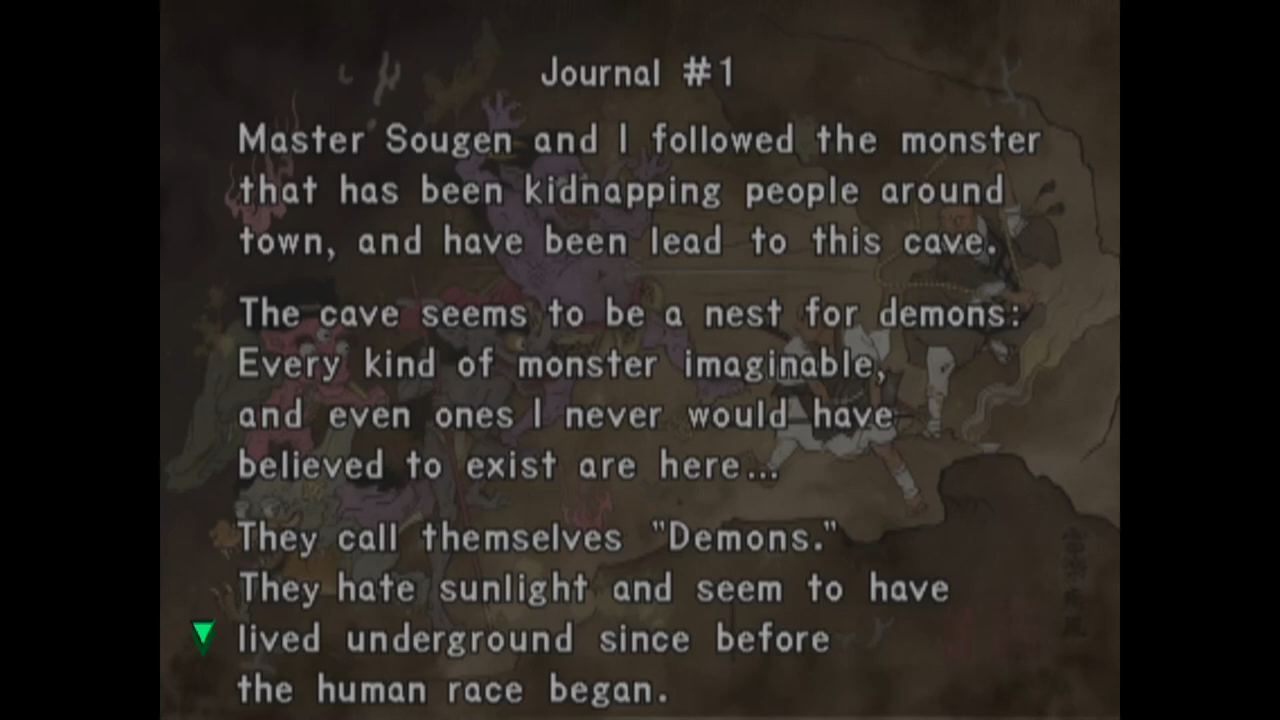 Journal #1
Master Sougen and I followed the monster
that has been kidnapping people around
town, and have been lead to this cave.
The cave seems to be a nest for demons:
Every kind of monster imaginable,
and even ones I never would have
believed to exist are here...
They call themselves "Demons."
They hate sunlight and seem to have
lived underground since before
the human race began.